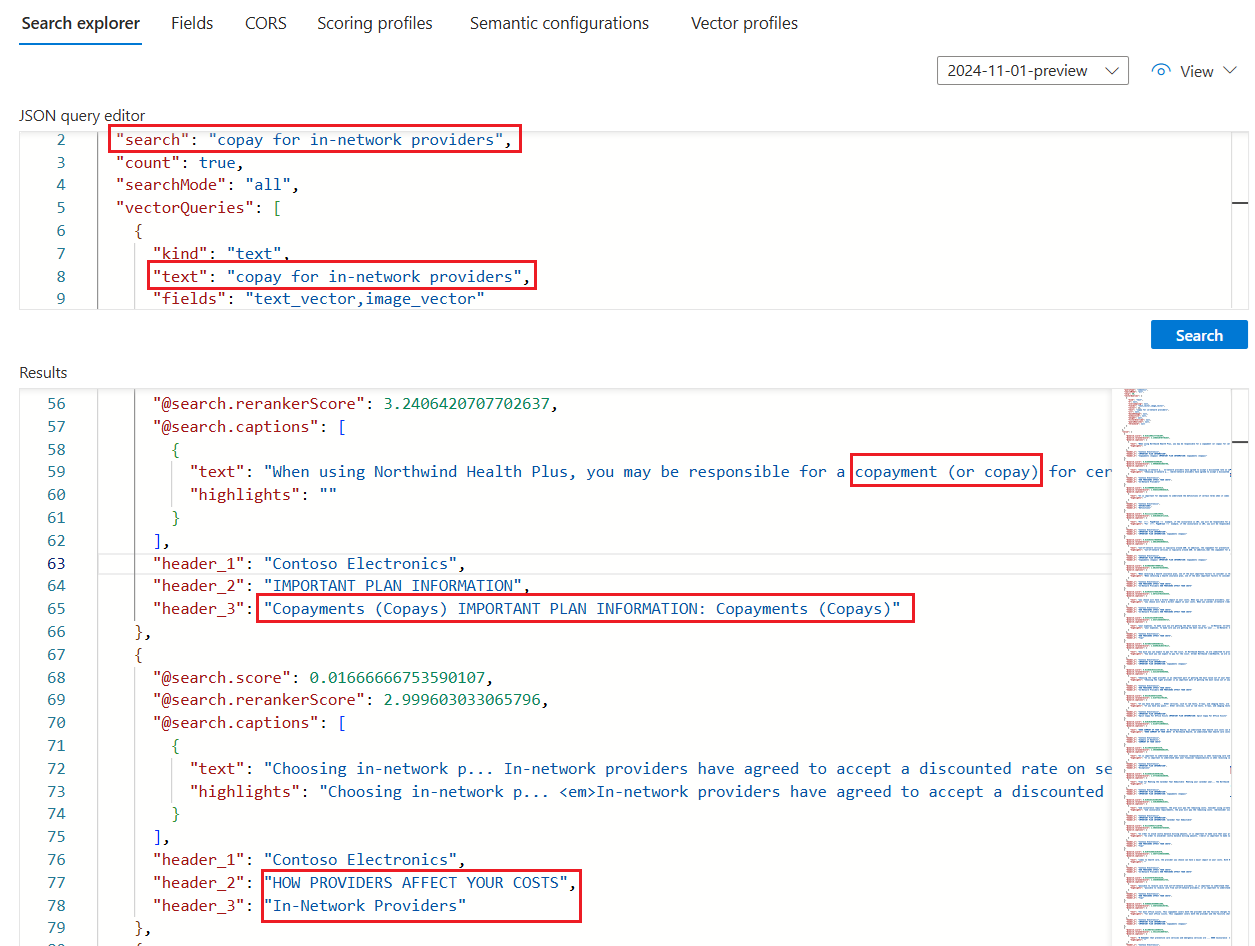 Search explorer Fields CORS Scoring profiles Semantic configurations Vector profiles
2024-11-01-preview View
JSON query editor
2 "search": "copay for in-network providers",
3 "count": true,
4 "searchMode": "all",
5 "vectorQueries": [
6 {
7 "kind": "text",
8 "text": "copay for in-network providers",
9 "fields": "text_vector,image_vector"
Search
Results
56 "@search.rerankerScore": 3.2406420707702637,
57 "@search.captions": [
58 {
59 "text": "When using Northwind Health Plus, you may be responsible for a copayment (or copay) for cer
60 "highlights": ""
61 }
62 ],
63 "header_1": "Contoso Electronics",
64 "header_2": "IMPORTANT PLAN INFORMATION",
65 "header_3": "Copayments (Copays) IMPORTANT PLAN INFORMATION: Copayments (Copays)"
66 },
67 {
68 "@search.score": 0.01666666753590107,
69 "@search.rerankerScore": 2.999603033065796,
70 "@search.captions": [
71 {
72 "text": "Choosing in-network p... In-network providers have agreed to accept a discounted rate on se
73 "highlights": "Choosing in-network p... <em>In-network providers have agreed to accept a discounted
74 }
75 ],
76 "header_1": "Contoso Electronics",
77 "header_2": "HOW PROVIDERS AFFECT YOUR COSTS",
78 "header_3": "In-Network Providers"
79 },